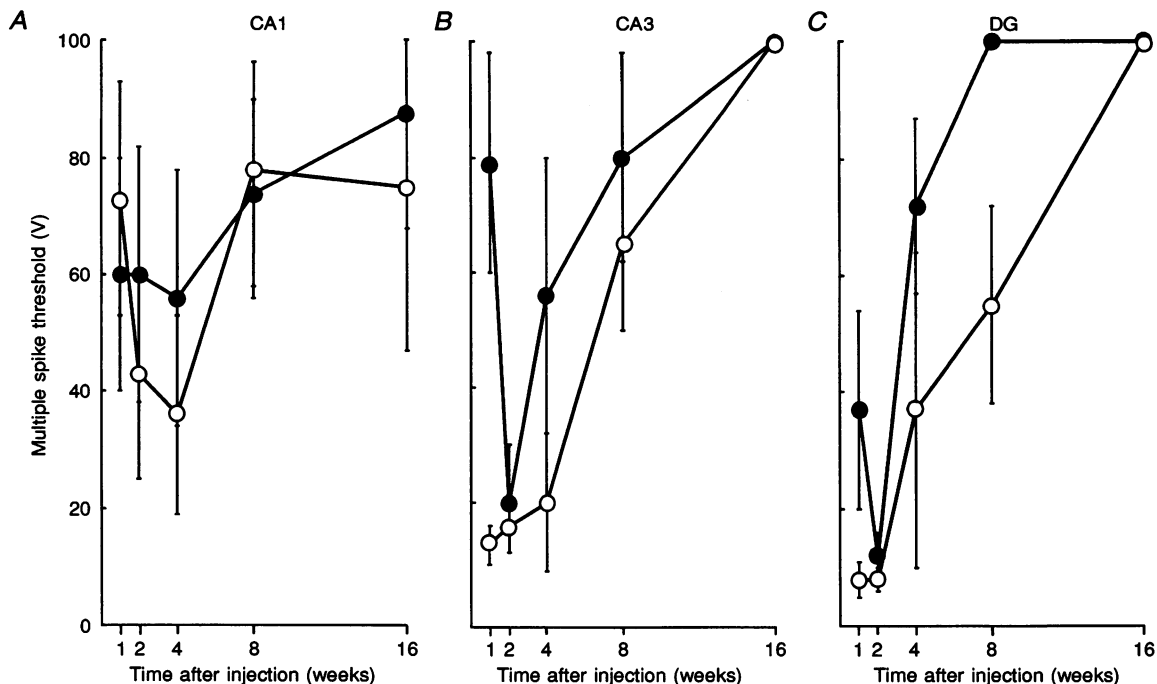 A
CA1
B
CA3
C
DG
Multiple spike threshold (V)
100
80
60
40
20
0
1 2 4 8 16
1 2 4 8 16
1 2 4 8 16
Time after injection (weeks)
Time after injection (weeks)
Time after injection (weeks)